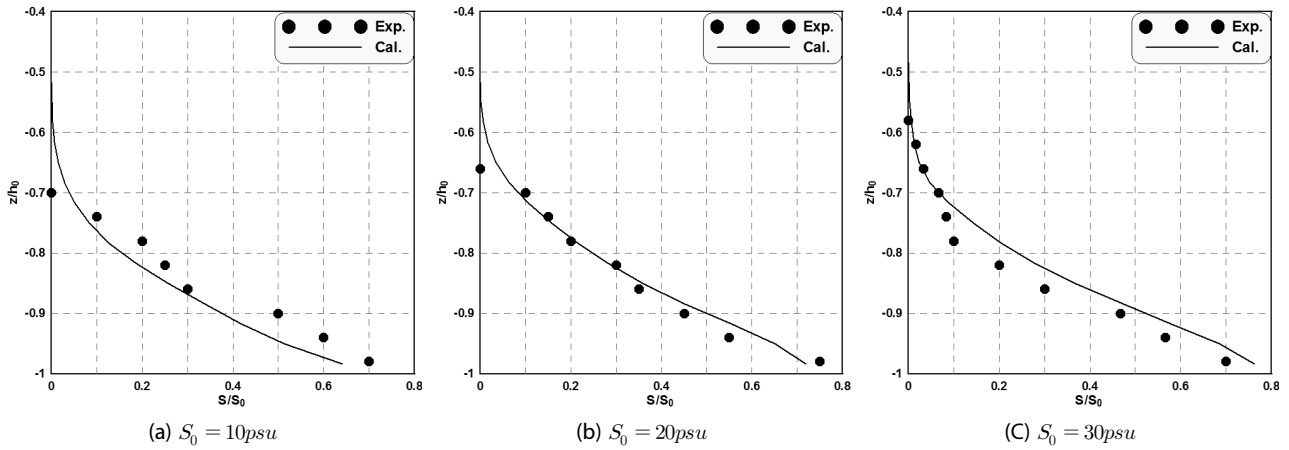 -0.4
-0.5
-0.6
-0.7
-0.8
-0.9
-1
z/h₀
0
0.2
0.4
0.6
0.8
S/S₀
Exp.
Cal.
(a) S₀ = 10psu
-0.4
-0.5
-0.6
-0.7
-0.8
-0.9
-1
z/h₀
0
0.2
0.4
0.6
0.8
S/S₀
Exp.
Cal.
(b) S₀ = 20psu
-0.4
-0.5
-0.6
-0.7
-0.8
-0.9
-1
z/h₀
0
0.2
0.4
0.6
0.8
S/S₀
Exp.
Cal.
(C) S₀ = 30psu